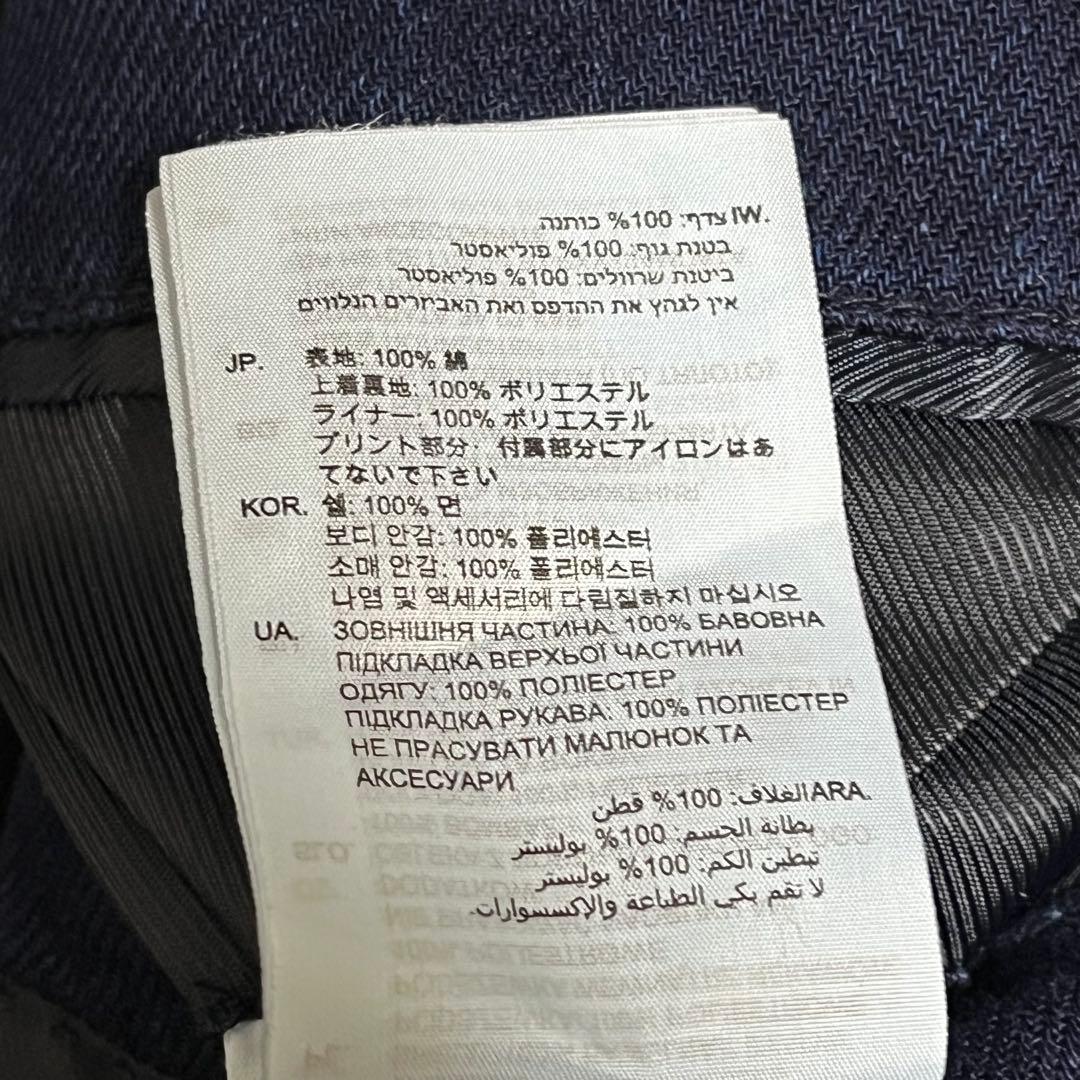 IW. צדף: 100% כותנה
בטנת גוף: 100% פוליאסטר
ביטנת שרוולים: 100% פוליאסטר
אין לגהץ את ההדפס ואת האביזרים הנלווים
JP. 表地: 100% 綿
上着裏地: 100% ポリエステル
ライナー: 100% ポリエステル
プリント部分· 付属部分にアイロンはあ
てないで下さい
KOR. 쉘: 100% 면
보디 안감: 100% 폴리에스터
소매 안감: 100% 폴리에스터
나염 및 액세서리에 다림질하지 마십시오
UA. ЗОВНІШНЯ ЧАСТИНА: 100% БАВОВНА
ПІДКЛАДКА ВЕРХЬОЇ ЧАСТИНИ
ОДЯГУ: 100% ПОЛІЕСТЕР
ПІДКЛАДКА РУКАВА: 100% ПОЛІЕСТЕР
НЕ ПРАСУВАТИ МАЛЮНОК ТА
АКСЕСУАРИ
ARA. الغلاف: 100% قطن
بطانة الجسم: 100% بوليستر
تبطين الكم: 100% بوليستر
لا تقم بكي الطباعة والإكسسوارات.